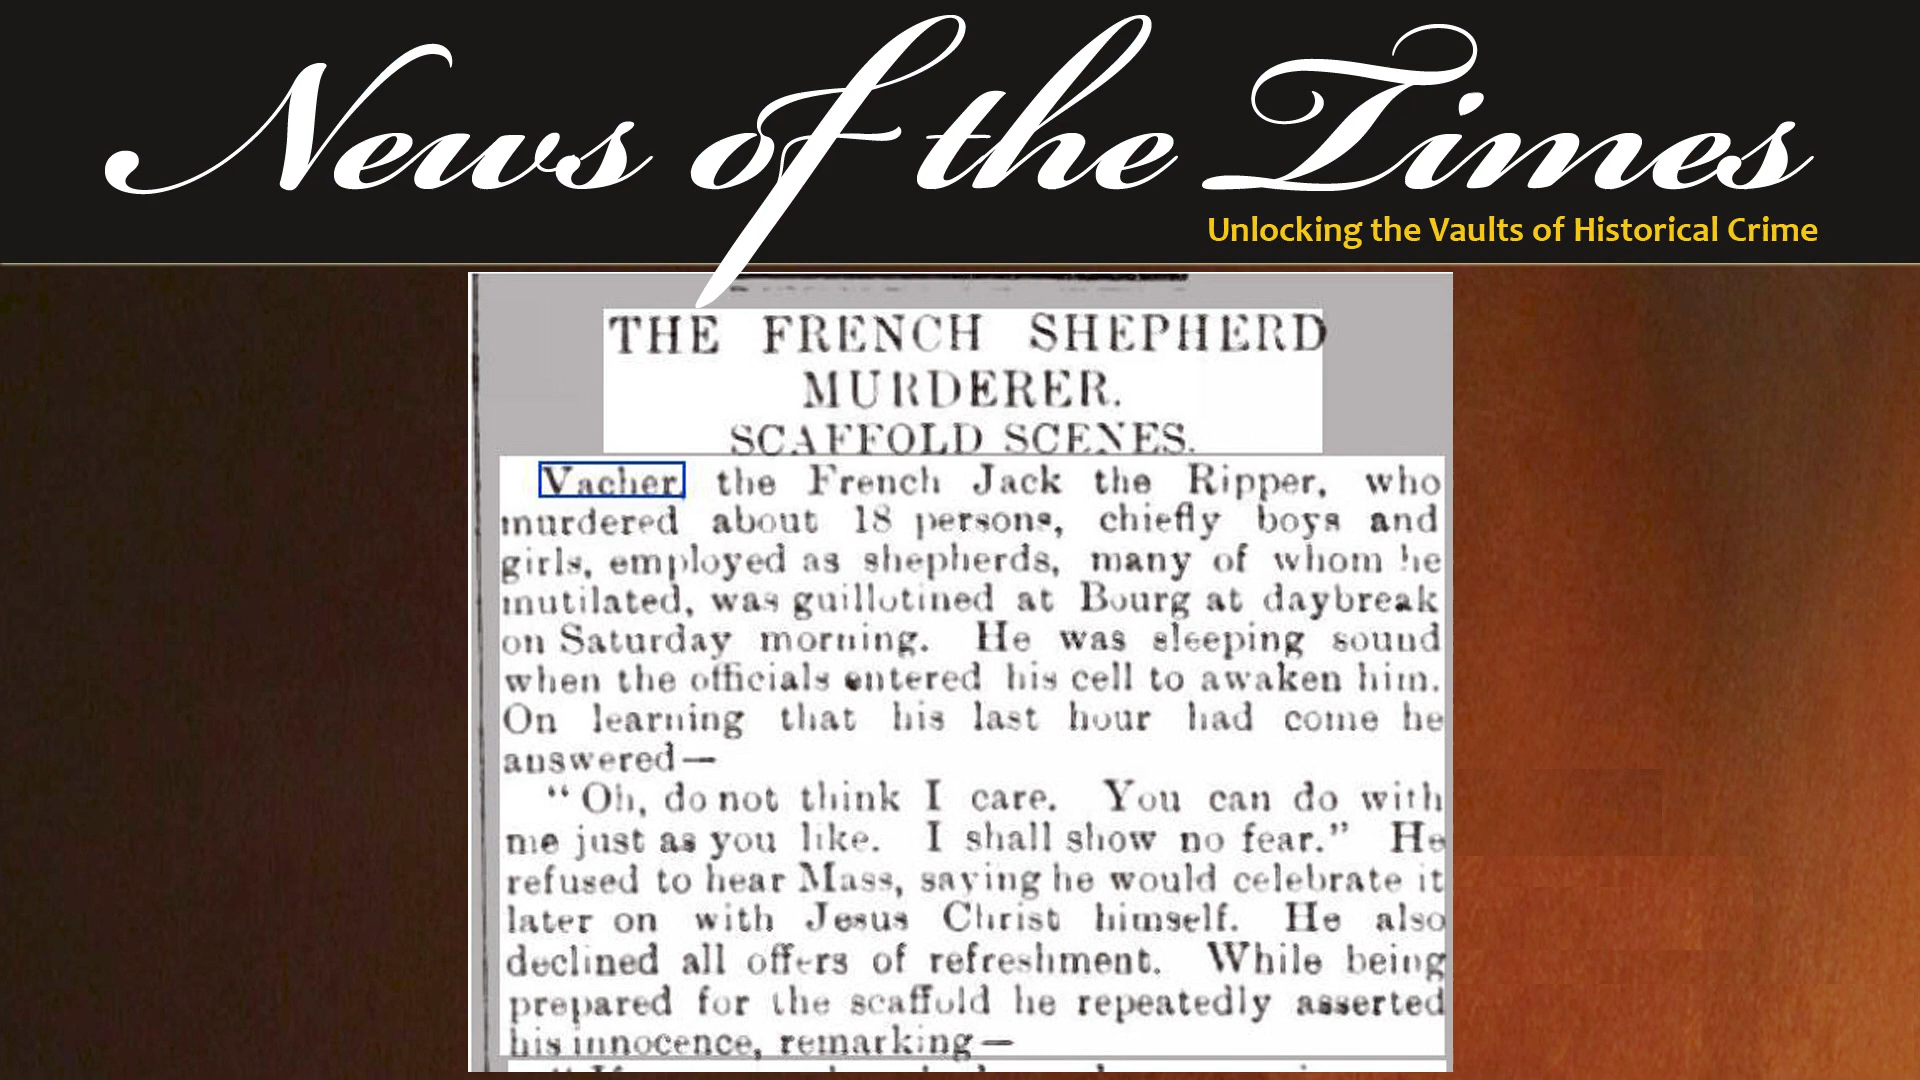 News of the Times
Unlocking the Vaults of Historical Crime
THE FRENCH SHEPHERD
MURDERER.
SCAFFOLD SCENES.
Vacher, the French Jack the Ripper, who
murdered about 18 persons, chiefly boys and
girls, employed as shepherds, many of whom he
mutilated, was guillotined at Bourg at daybreak
on Saturday morning. He was sleeping sound
when the officials entered his cell to awaken him.
On learning that his last hour had come he
answered—
"Oh, do not think I care. You can do with
me just as you like. I shall show no fear." He
refused to hear Mass, saying he would celebrate it
later on with Jesus Christ himself. He also
declined all offers of refreshment. While being
prepared for the scaffold he repeatedly asserted
his innocence, remarking—